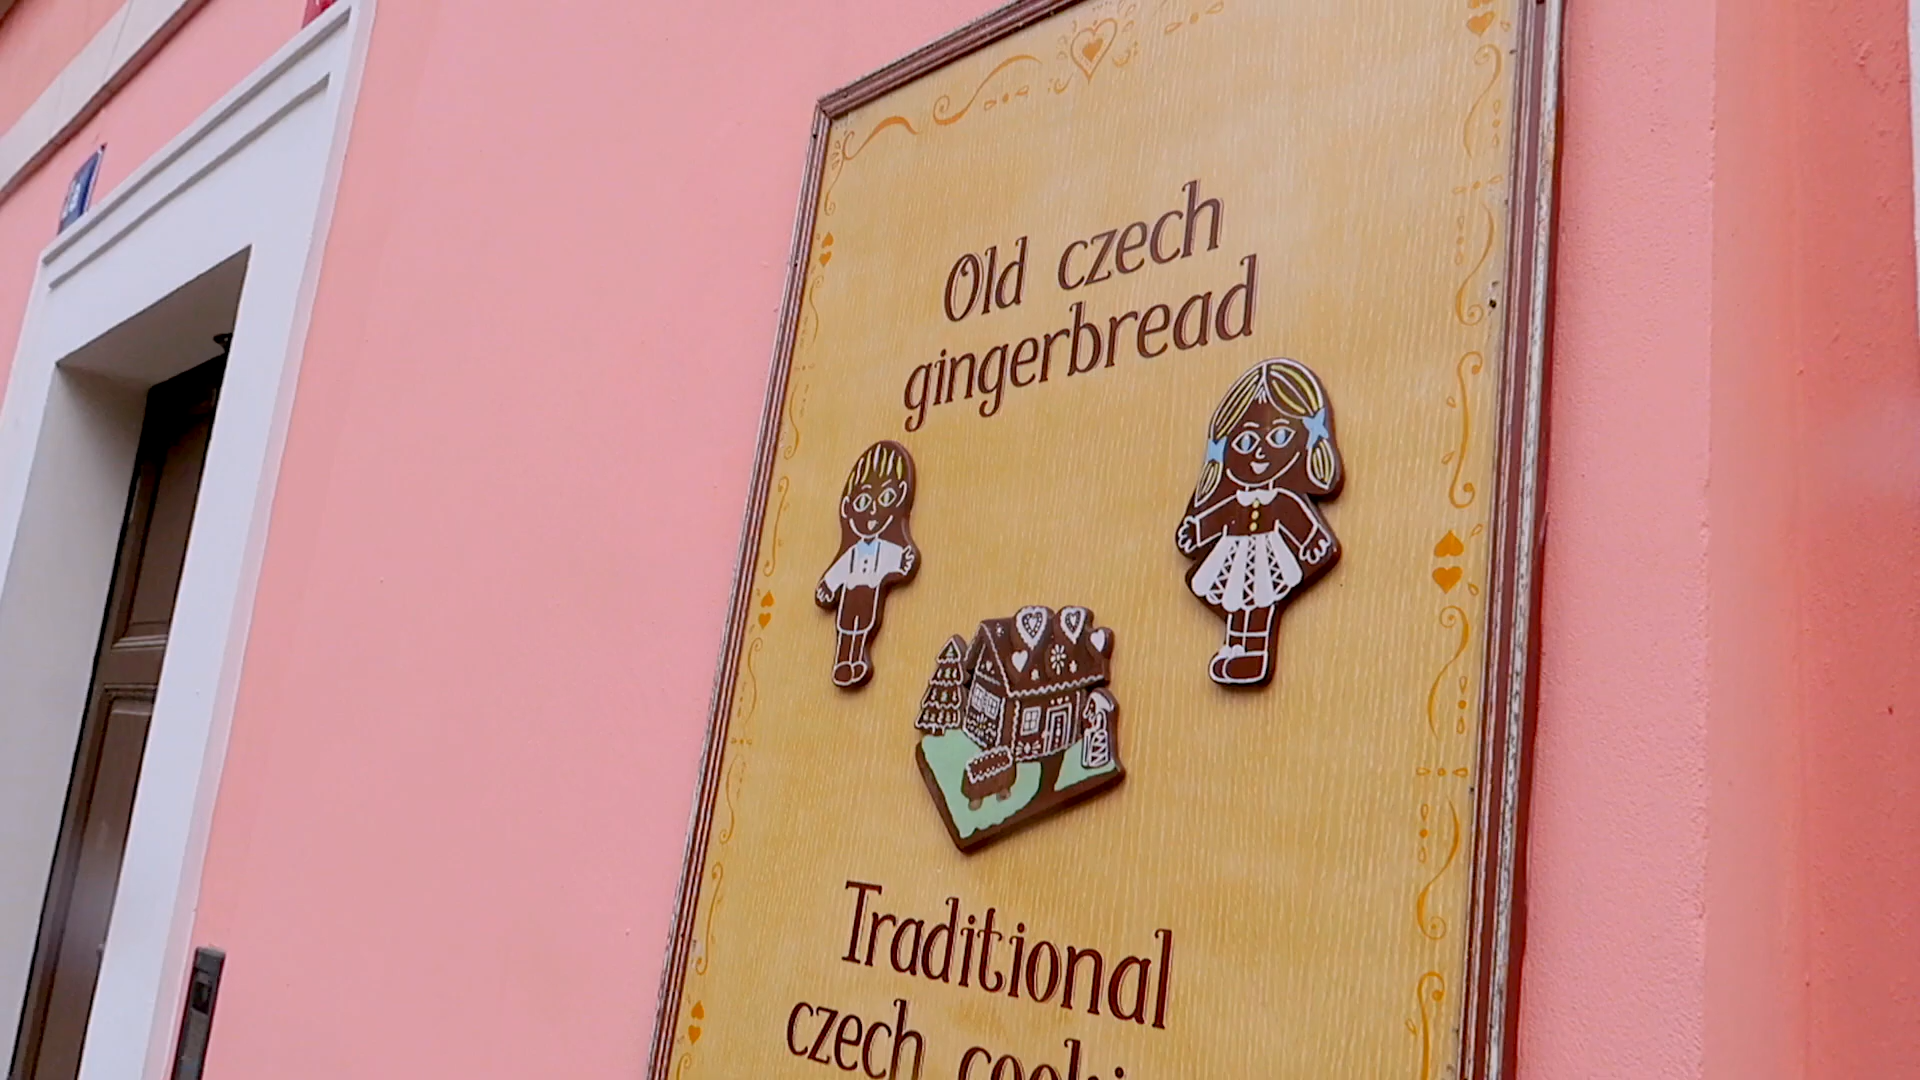 Old czech
gingerbread
Traditional
czech